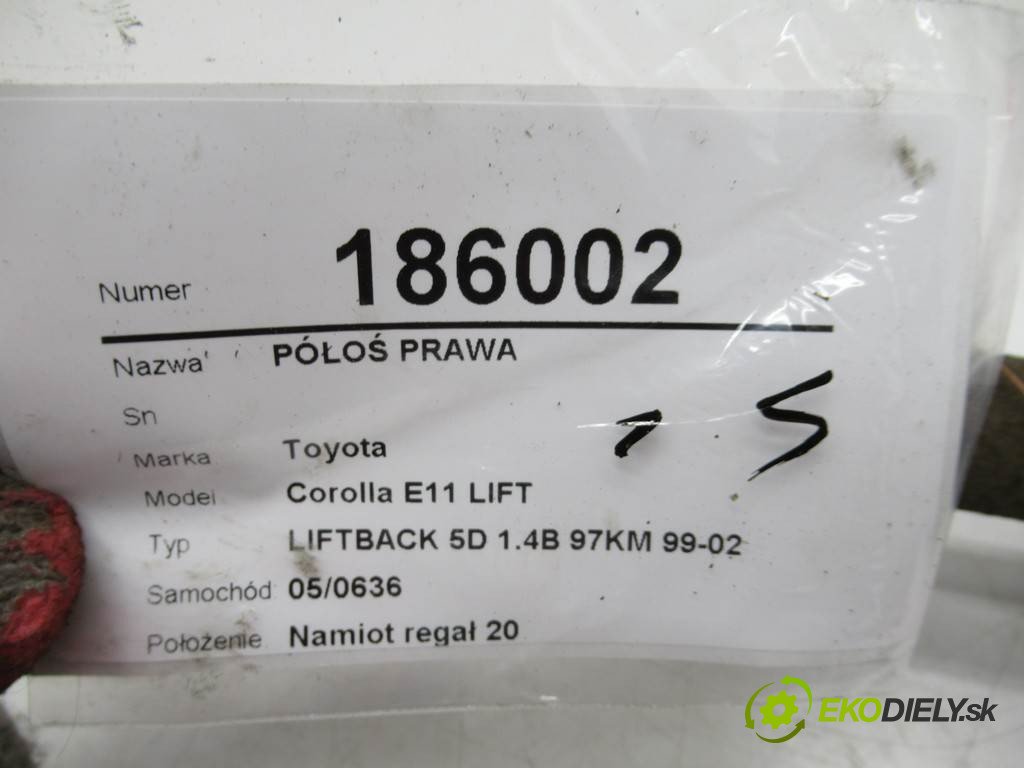 Numer 186002
Nazwa PÓŁOŚ PRAWA
Sn
Marka Toyota
Model Corolla E11 LIFT
Typ LIFTBACK 5D 1.4B 97KM 99-02
Samochód 05/0636
Położenie Namiot regał 20
EKODIELY.sk